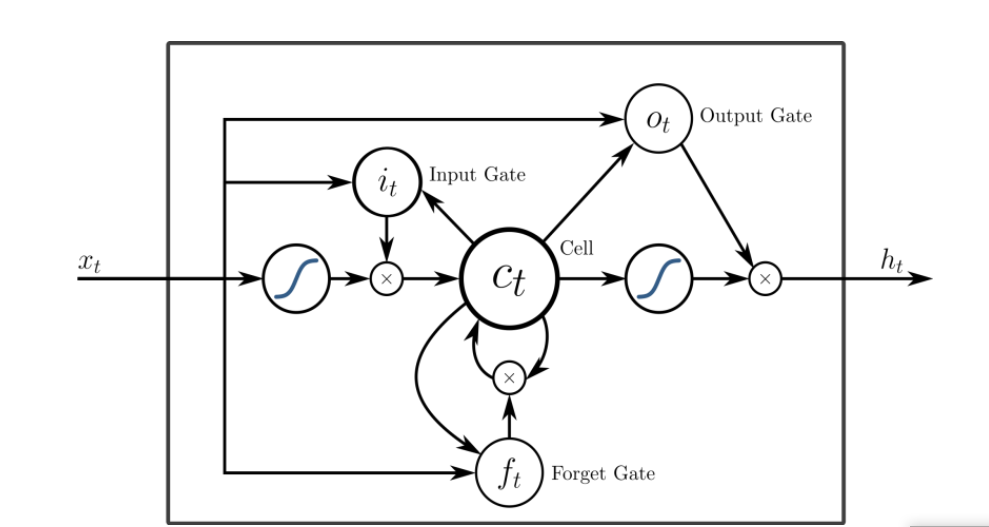 o_t Output Gate
i_t Input Gate
x_t
×
c_t Cell
×
h_t
×
f_t Forget Gate